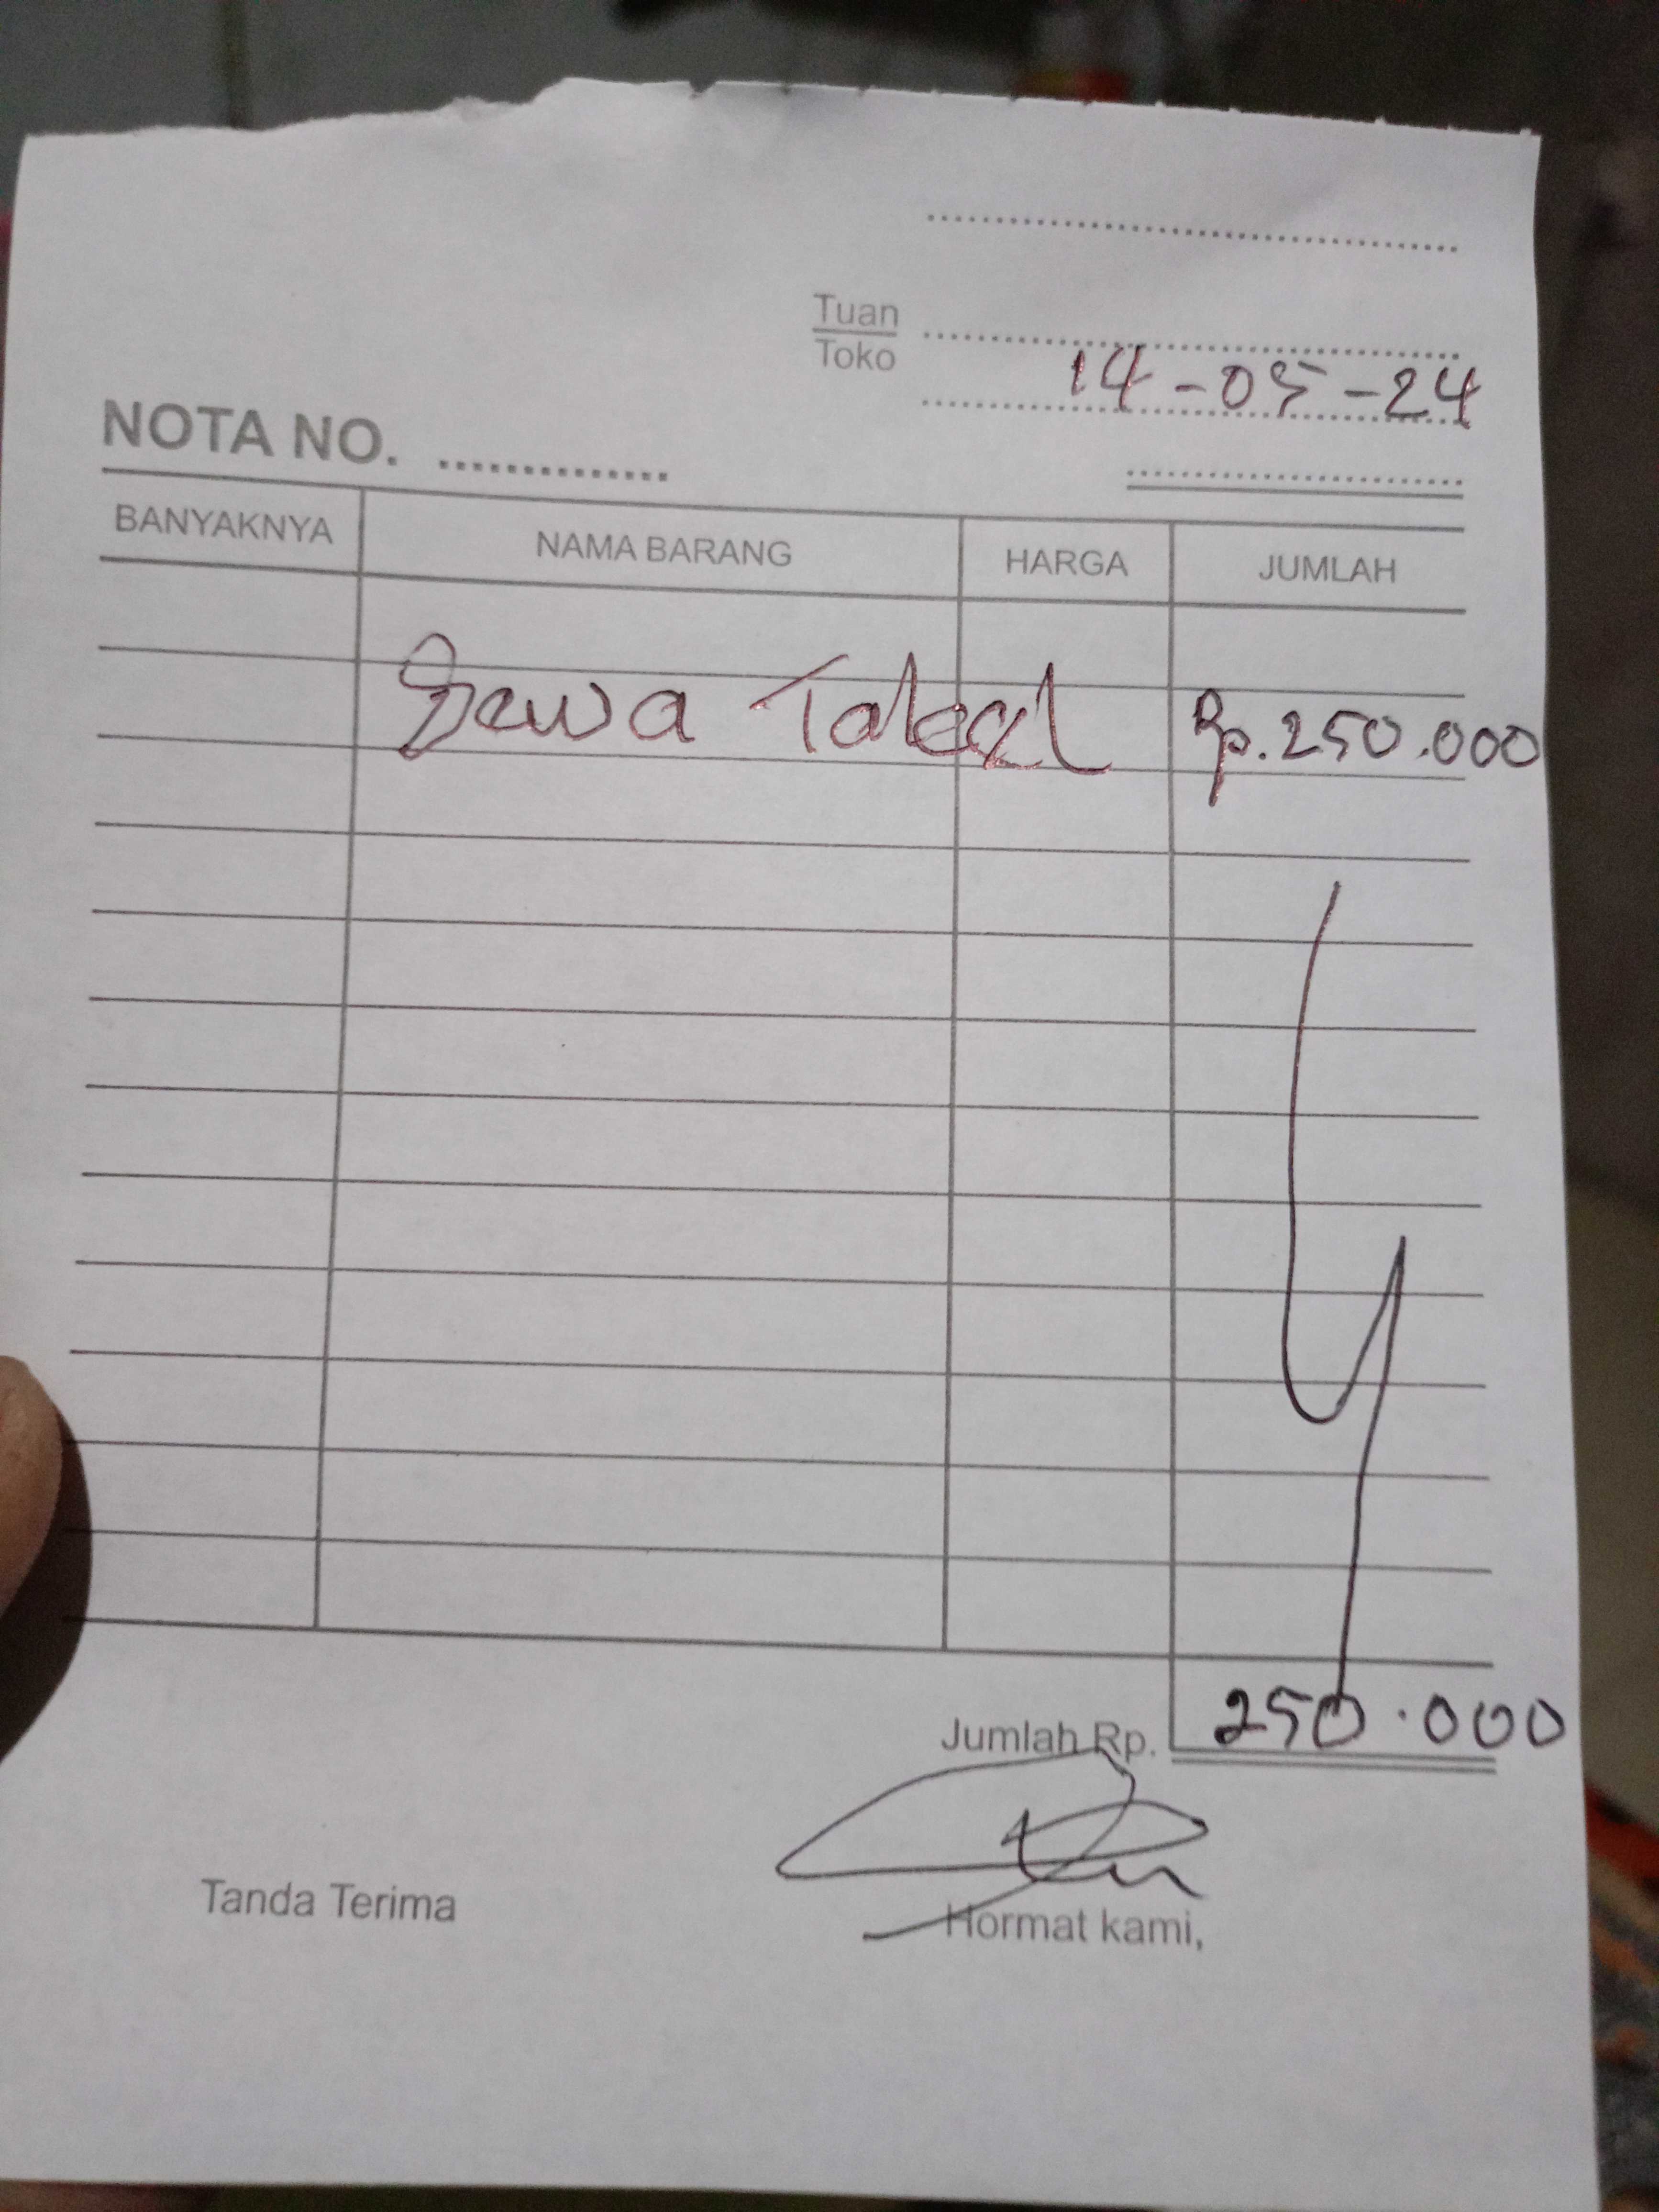 Tuan
Toko
14-05-24
NOTA NO.
BANYAKNYA NAMA BARANG HARGA JUMLAH
Sewa Rp.250.000
Jumlah Rp. 250.000
Tanda Terima Hormat kami,